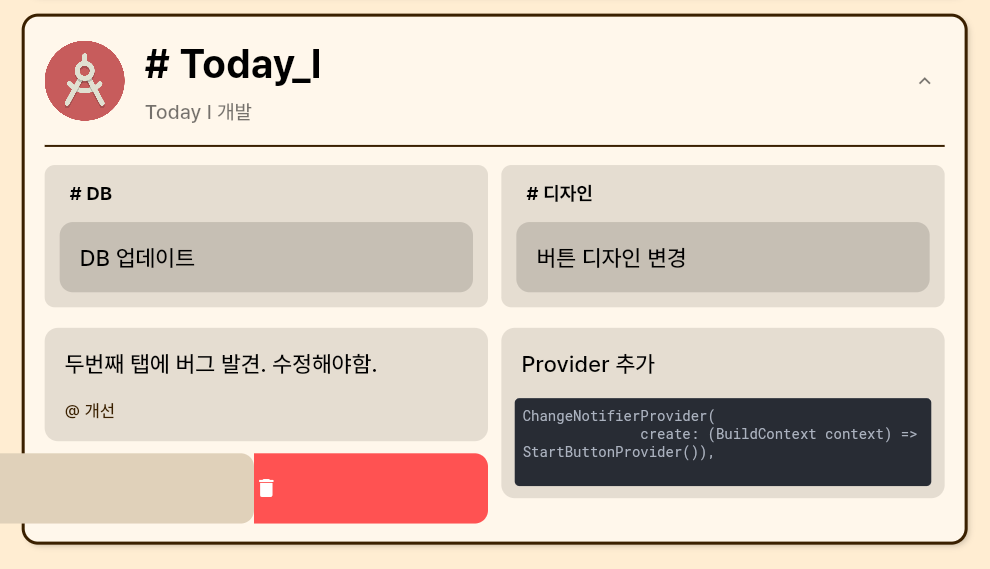 # Today_I
Today I 개발
# DB
DB 업데이트
# 디자인
버튼 디자인 변경
두번째 탭에 버그 발견. 수정해야함.
@ 개선
Provider 추가
ChangeNotifierProvider(
create: (BuildContext context) =>
StartButtonProvider()),